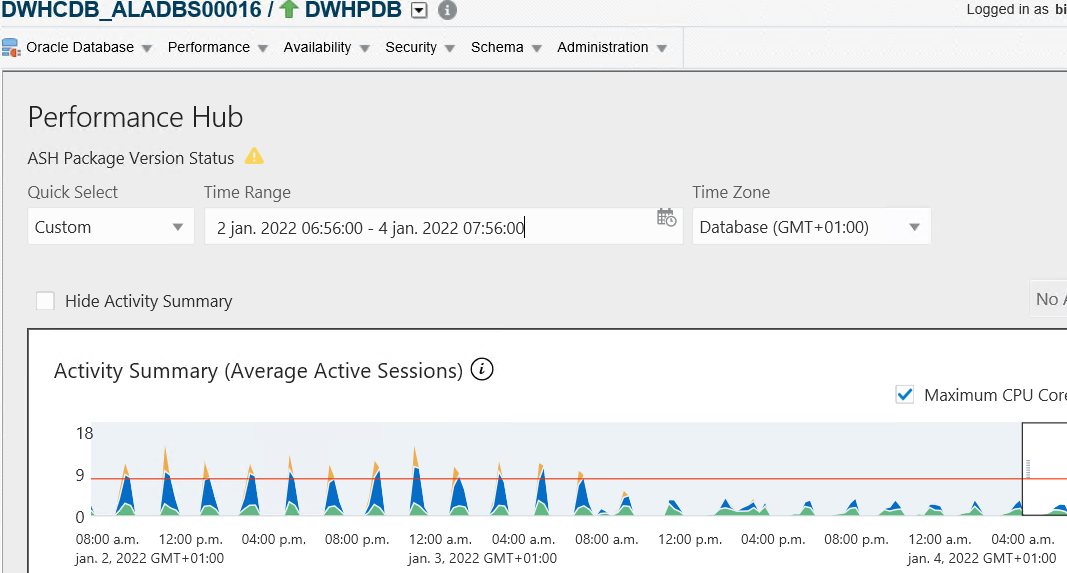 DWHCDB_ALADBS00016 / DWHPDB
Logged in as bi
Oracle Database Performance Availability Security Schema Administration
Performance Hub
ASH Package Version Status
Quick Select Time Range Time Zone
Custom 2 jan. 2022 06:56:00 - 4 jan. 2022 07:56:00 Database (GMT+01:00)
Hide Activity Summary
No A
Activity Summary (Average Active Sessions)
Maximum CPU Core
18
9
0
08:00 a.m. 12:00 p.m. 04:00 p.m. 08:00 p.m. 12:00 a.m. 04:00 a.m. 08:00 a.m. 12:00 p.m. 04:00 p.m. 08:00 p.m. 12:00 a.m. 04:00 a.m.
jan. 2, 2022 GMT+01:00 jan. 3, 2022 GMT+01:00 jan. 4, 2022 GMT+01:00